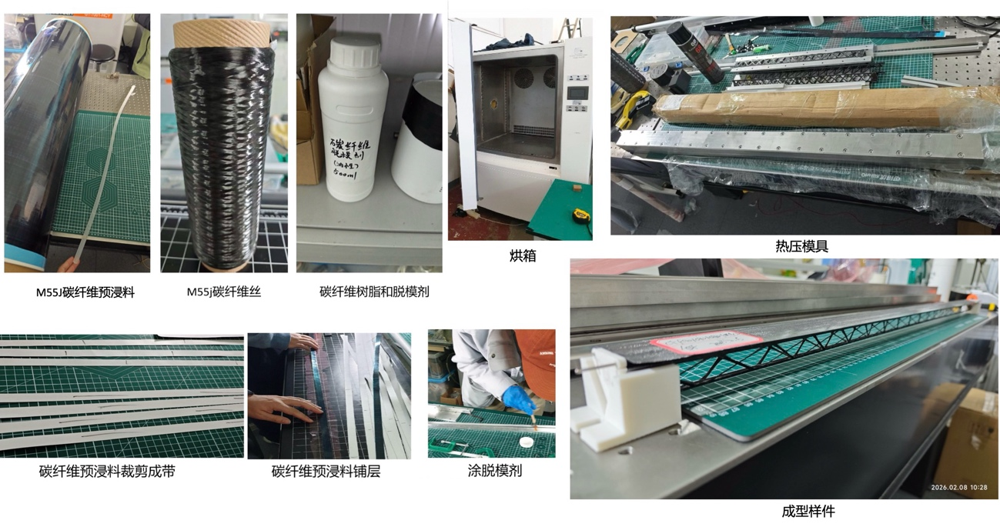 碳纤维
脱模剂
(油性)
500ml
烘箱
热压模具
M55J碳纤维预浸料
M55j碳纤维丝
碳纤维树脂和脱模剂
2026.02.08 10:28
碳纤维预浸料裁剪成带
碳纤维预浸料铺层
涂脱模剂
成型样件